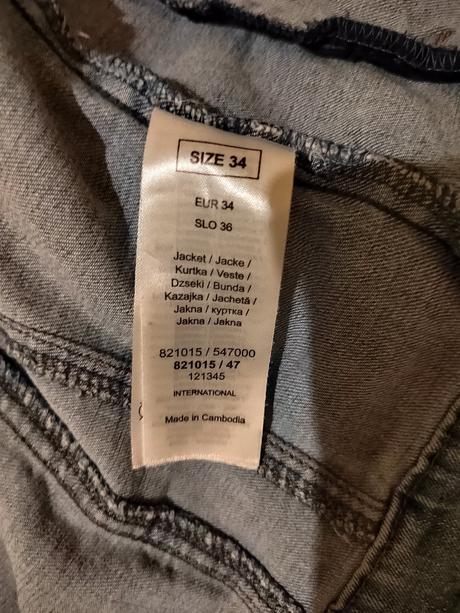 SIZE 34
EUR 34
SLO 36
Jacket / Jacke /
Kurtka / Veste /
Dzseki / Bunda /
Kazajka / Jachetă /
Jakna / куртка /
Jakna / Jakna
821015 / 547000
821015 / 47
121345
INTERNATIONAL
Made in Cambodia